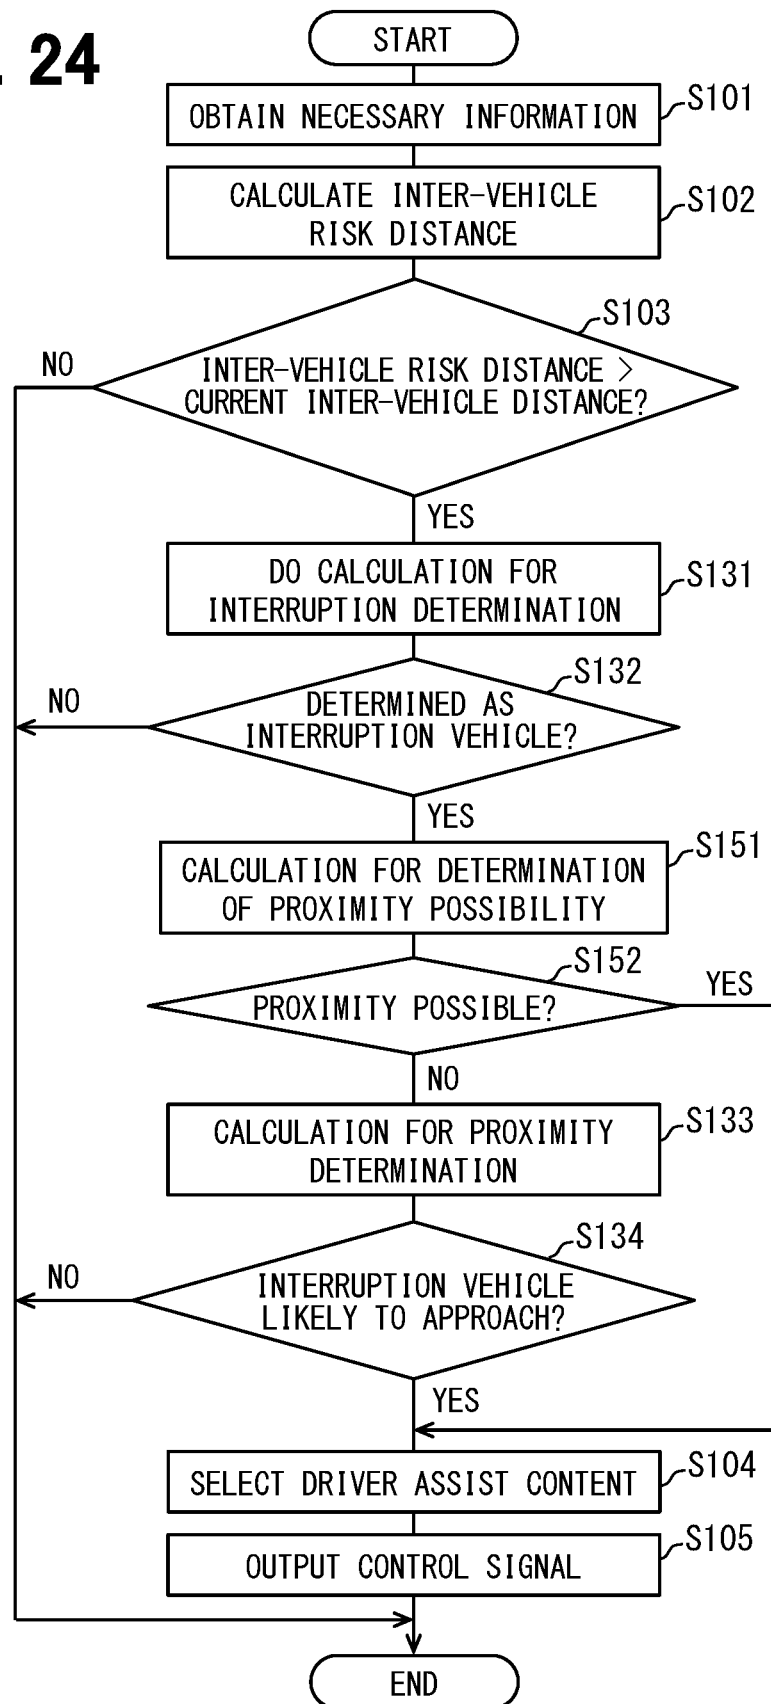 . 24
START
OBTAIN NECESSARY INFORMATION
S101
CALCULATE INTER-VEHICLE
RISK DISTANCE
S102
S103
NO
INTER-VEHICLE RISK DISTANCE >
CURRENT INTER-VEHICLE DISTANCE?
YES
DO CALCULATION FOR
INTERRUPTION DETERMINATION
S131
S132
NO
DETERMINED AS
INTERRUPTION VEHICLE?
YES
S151
CALCULATION FOR DETERMINATION
OF PROXIMITY POSSIBILITY
S152
YES
PROXIMITY POSSIBLE?
NO
CALCULATION FOR PROXIMITY
DETERMINATION
S133
S134
NO
INTERRUPTION VEHICLE
LIKELY TO APPROACH?
YES
SELECT DRIVER ASSIST CONTENT
S104
OUTPUT CONTROL SIGNAL
S105
END